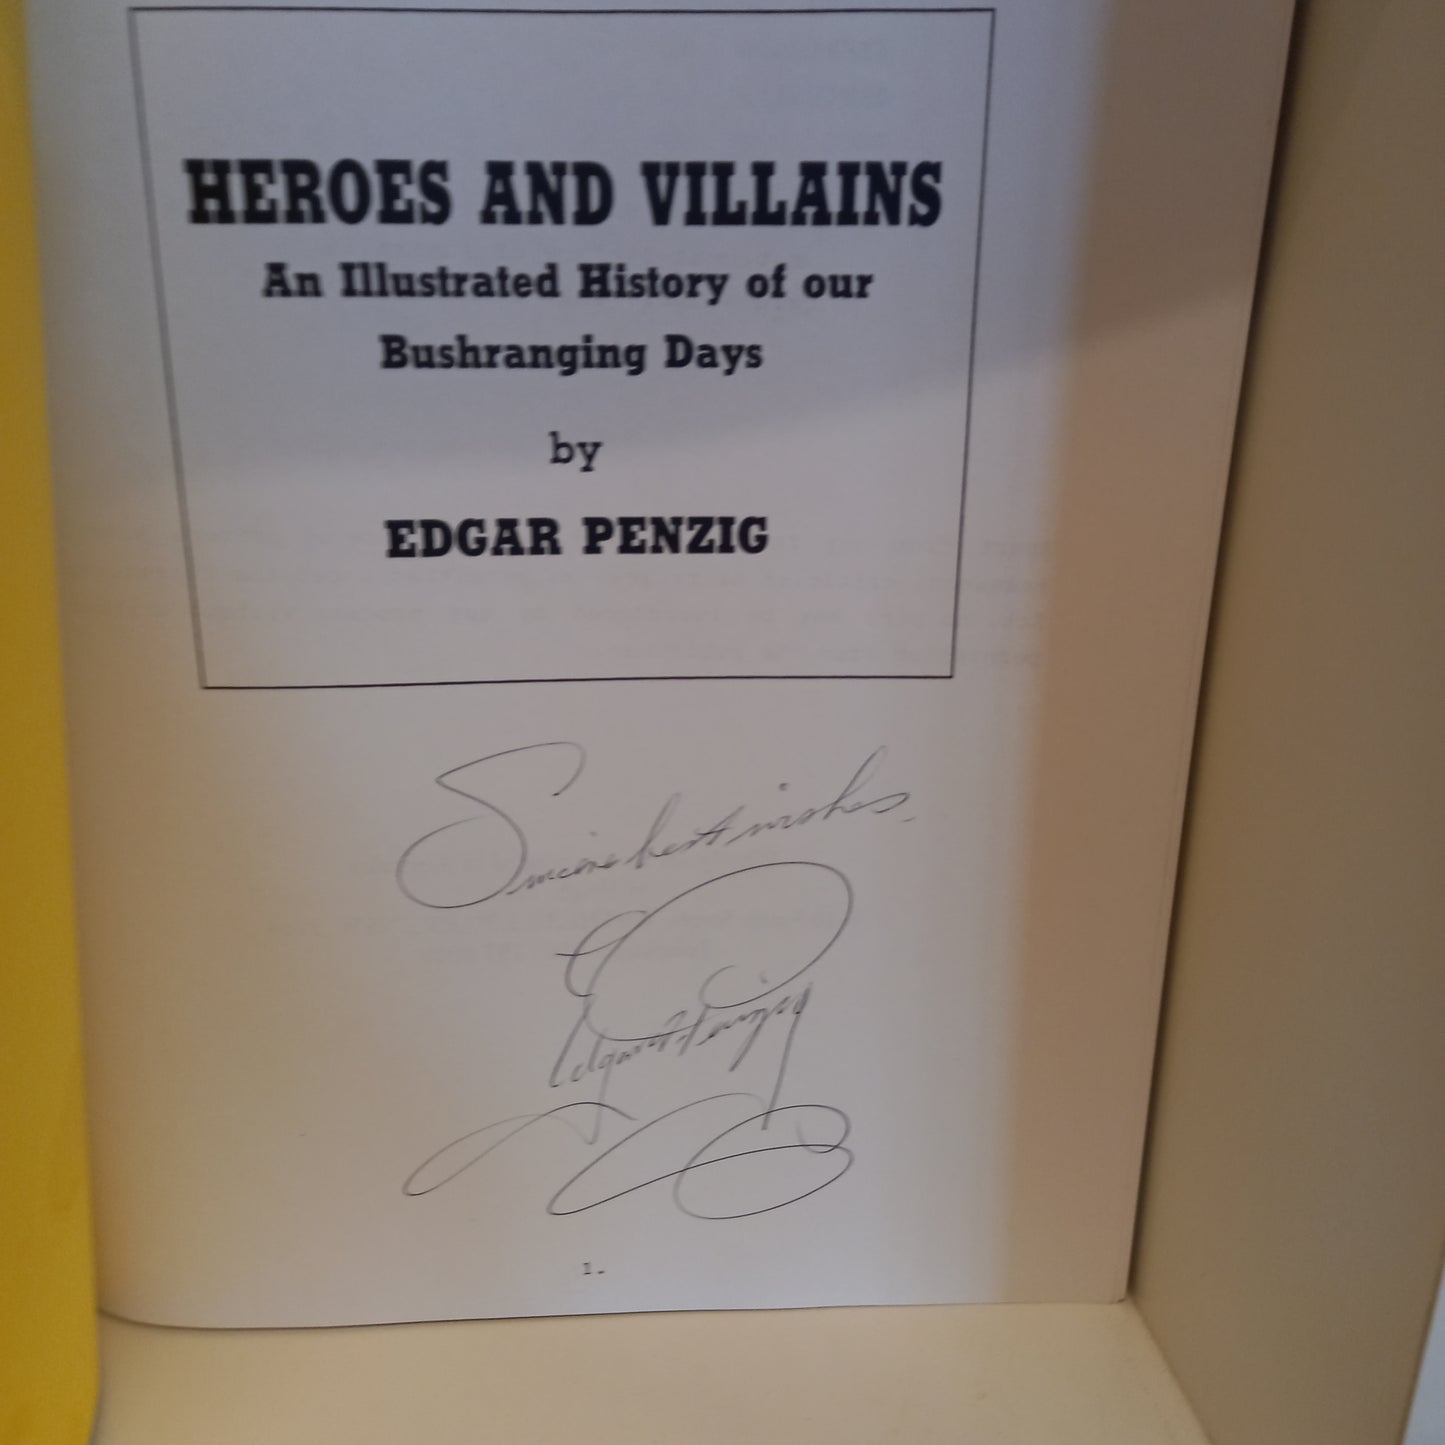 HEROES AND VILLAINS
An Illustrated History of our
Bushranging Days
by
EDGAR PENZIG
Sincere best wishes.
Edgar F. Penzig
1.